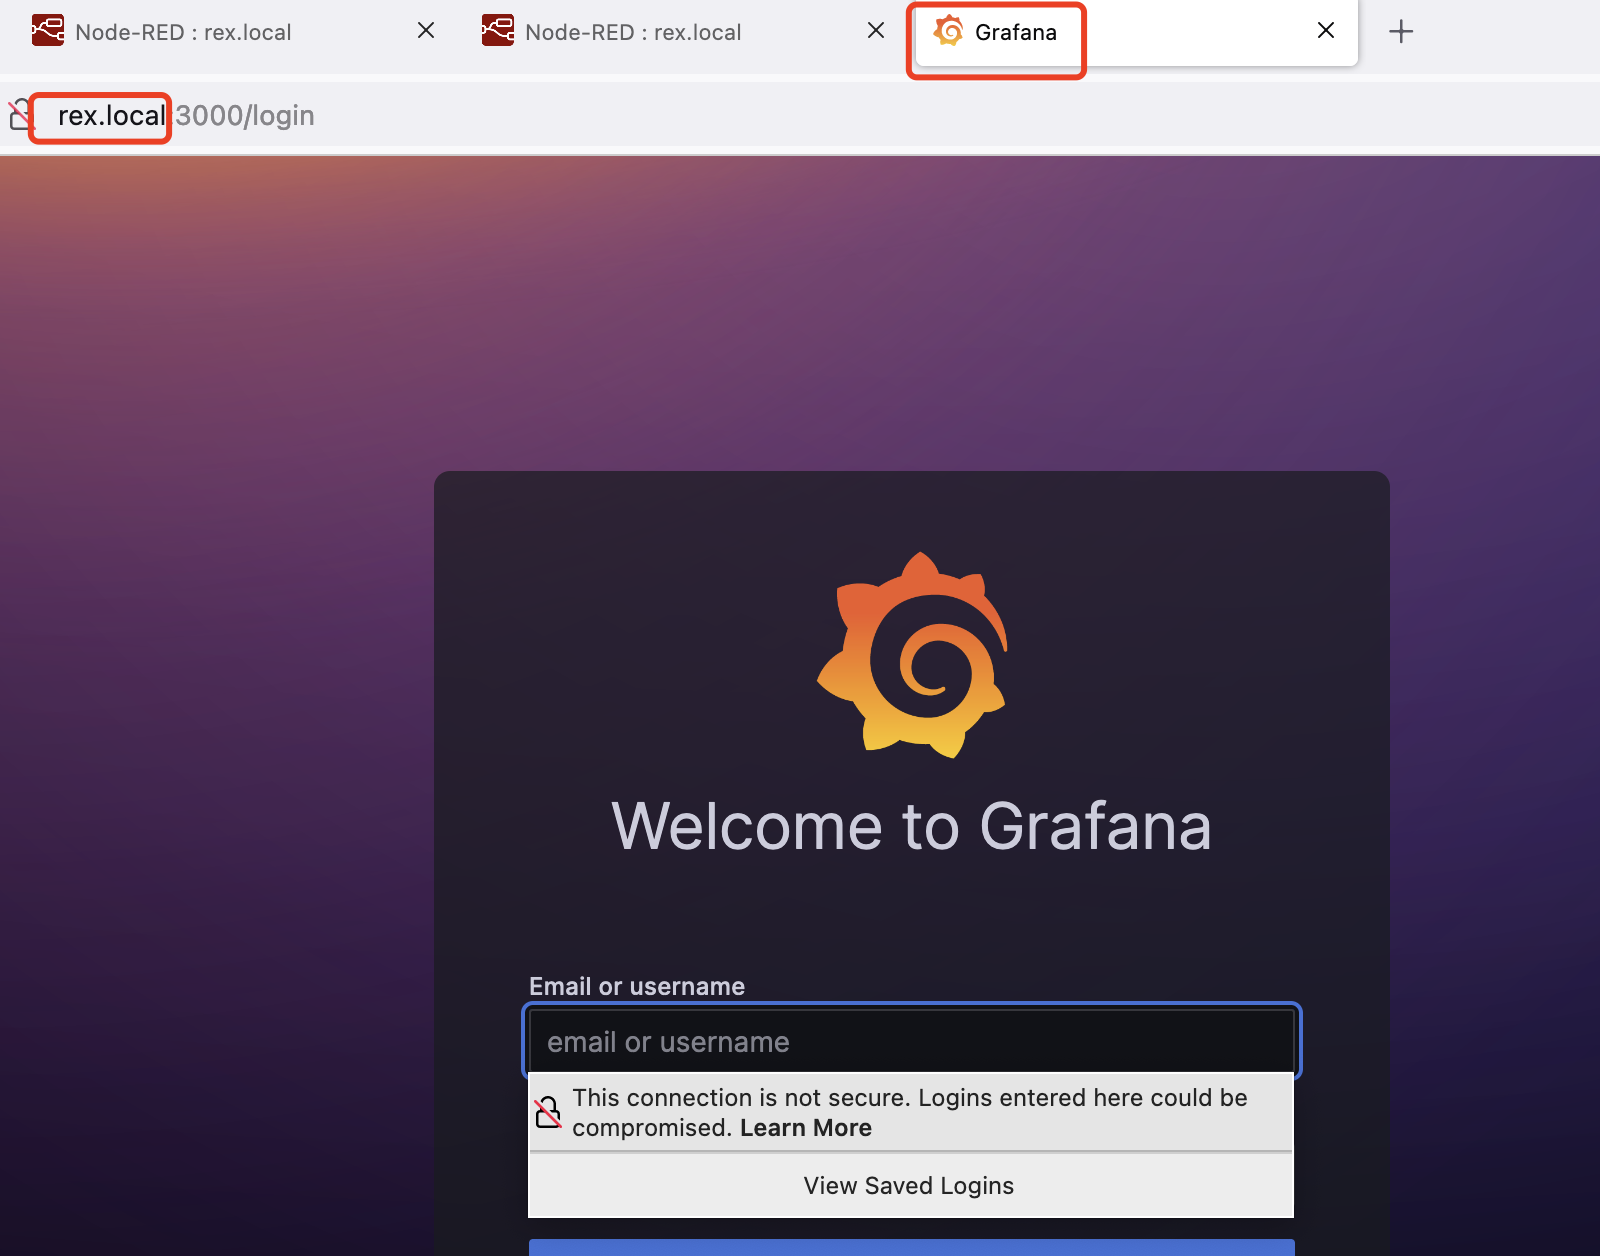 Node-RED : rex.local
Node-RED : rex.local
Grafana
rex.local:3000/login
Welcome to Grafana
Email or username
email or username
This connection is not secure. Logins entered here could be
compromised. Learn More
View Saved Logins